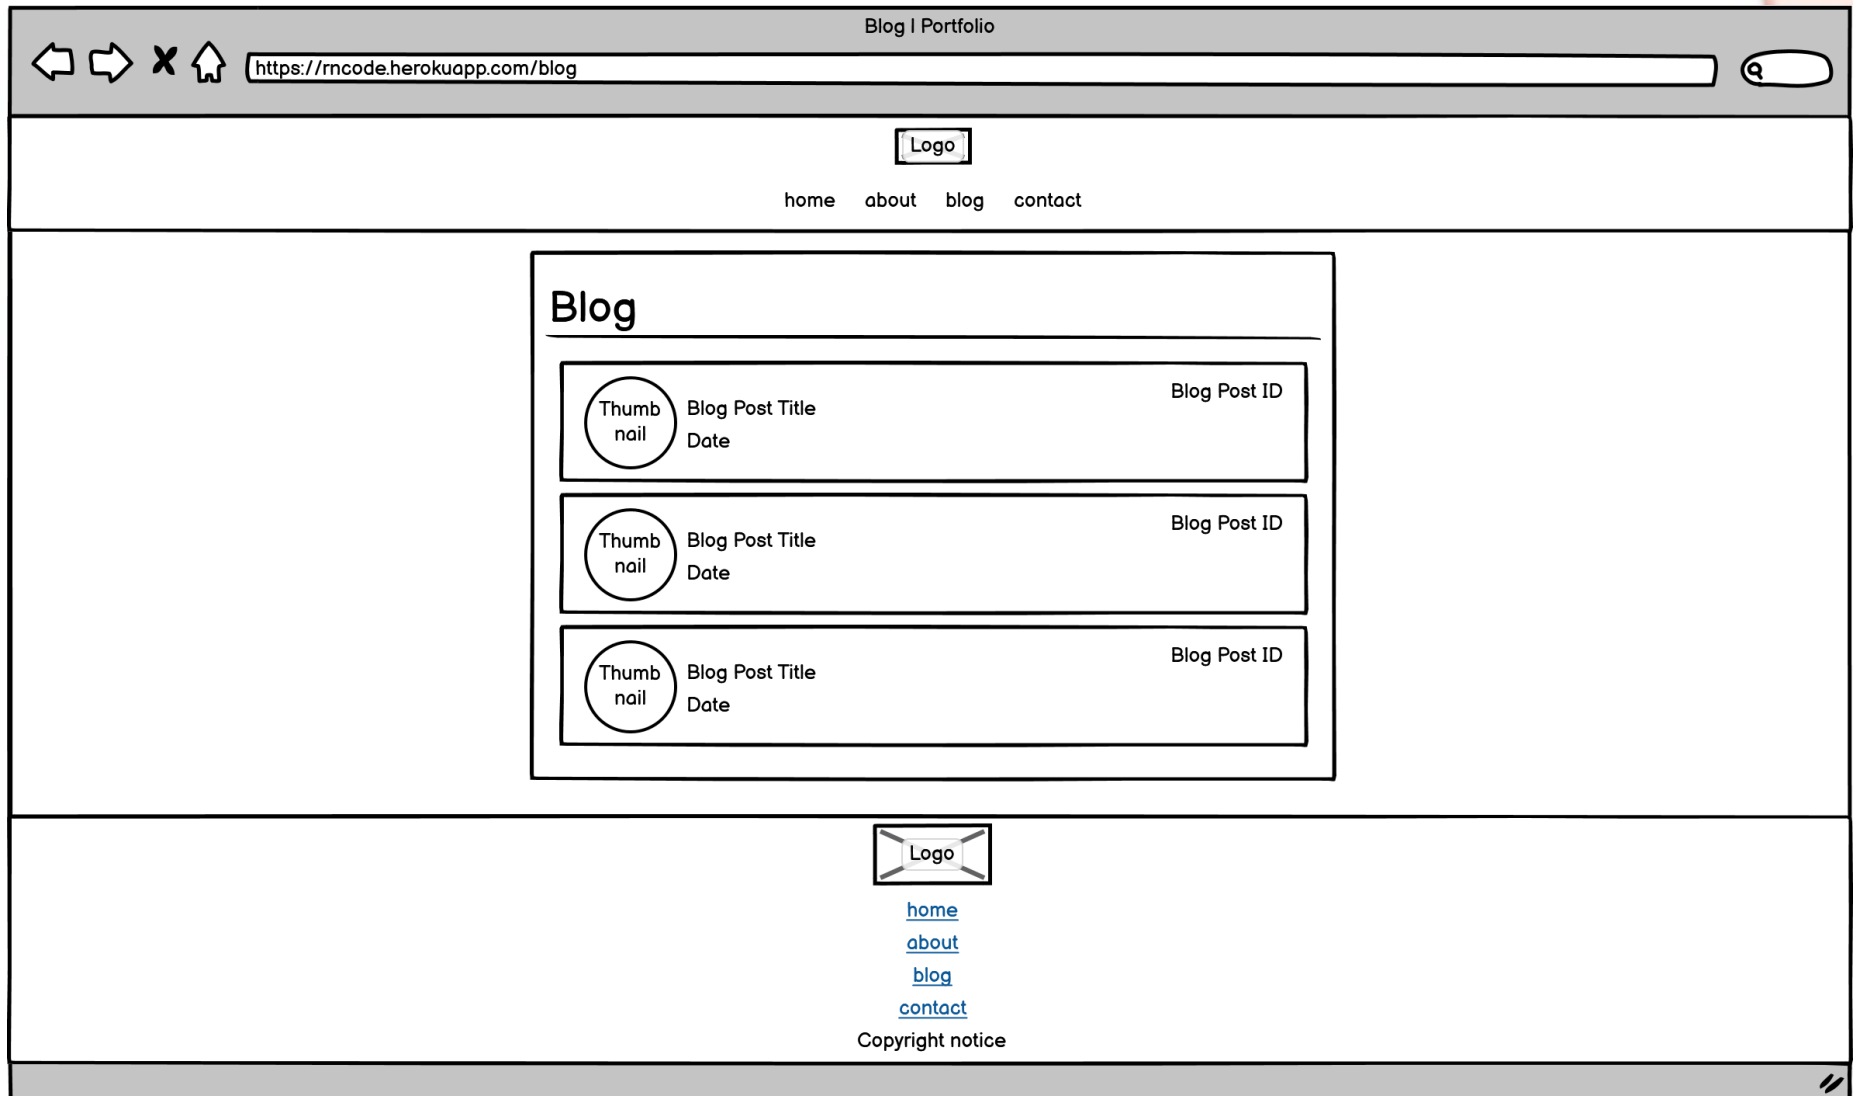 Blog | Portfolio
https://rncode.herokuapp.com/blog
Logo
home about blog contact
Blog
Thumb
nail
Blog Post Title
Date
Blog Post ID
Thumb
nail
Blog Post Title
Date
Blog Post ID
Thumb
nail
Blog Post Title
Date
Blog Post ID
Logo
home
about
blog
contact
Copyright notice